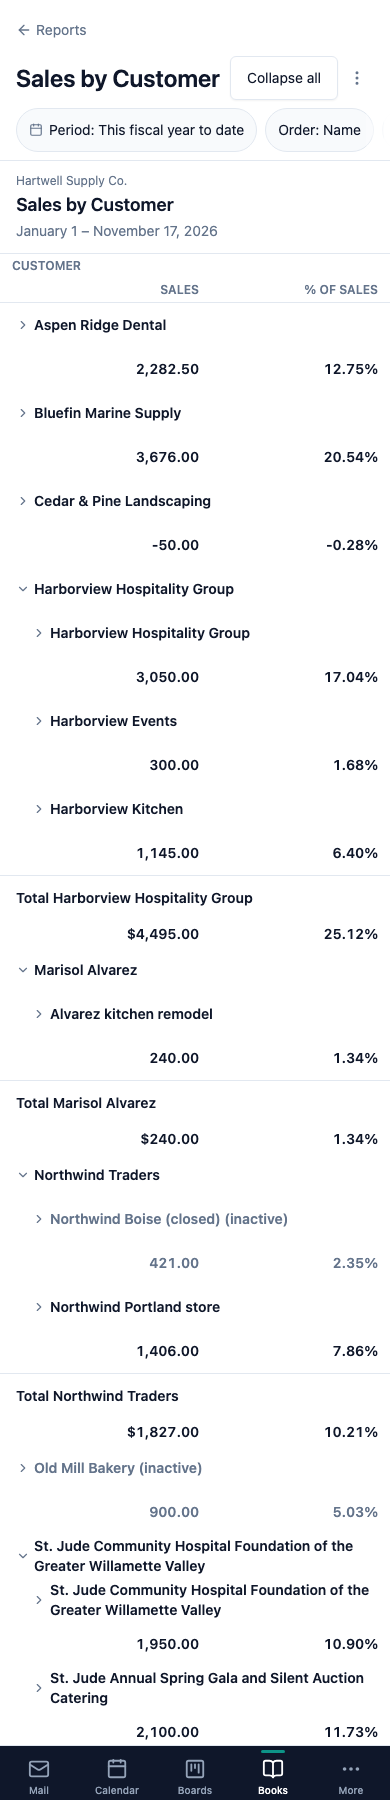 Reports
Sales by Customer
Collapse all
Period: This fiscal year to date
Order: Name
Hartwell Supply Co.
Sales by Customer
January 1 – November 17, 2026
CUSTOMER
SALES % OF SALES
Aspen Ridge Dental
2,282.50 12.75%
Bluefin Marine Supply
3,676.00 20.54%
Cedar & Pine Landscaping
-50.00 -0.28%
Harborview Hospitality Group
Harborview Hospitality Group
3,050.00 17.04%
Harborview Events
300.00 1.68%
Harborview Kitchen
1,145.00 6.40%
Total Harborview Hospitality Group
$4,495.00 25.12%
Marisol Alvarez
Alvarez kitchen remodel
240.00 1.34%
Total Marisol Alvarez
$240.00 1.34%
Northwind Traders
Northwind Boise (closed) (inactive)
421.00 2.35%
Northwind Portland store
1,406.00 7.86%
Total Northwind Traders
$1,827.00 10.21%
Old Mill Bakery (inactive)
900.00 5.03%
St. Jude Community Hospital Foundation of the
Greater Willamette Valley
St. Jude Community Hospital Foundation of the
Greater Willamette Valley
1,950.00 10.90%
St. Jude Annual Spring Gala and Silent Auction
Catering
2,100.00 11.73%
Mail Calendar Boards Books More